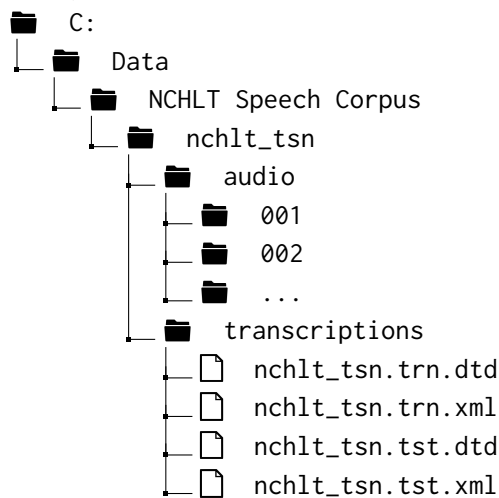 C:
Data
NCHLT Speech Corpus
nchlt_tsn
audio
001
002
...
transcriptions
nchlt_tsn.trn.dtd
nchlt_tsn.trn.xml
nchlt_tsn.tst.dtd
nchlt_tsn.tst.xml